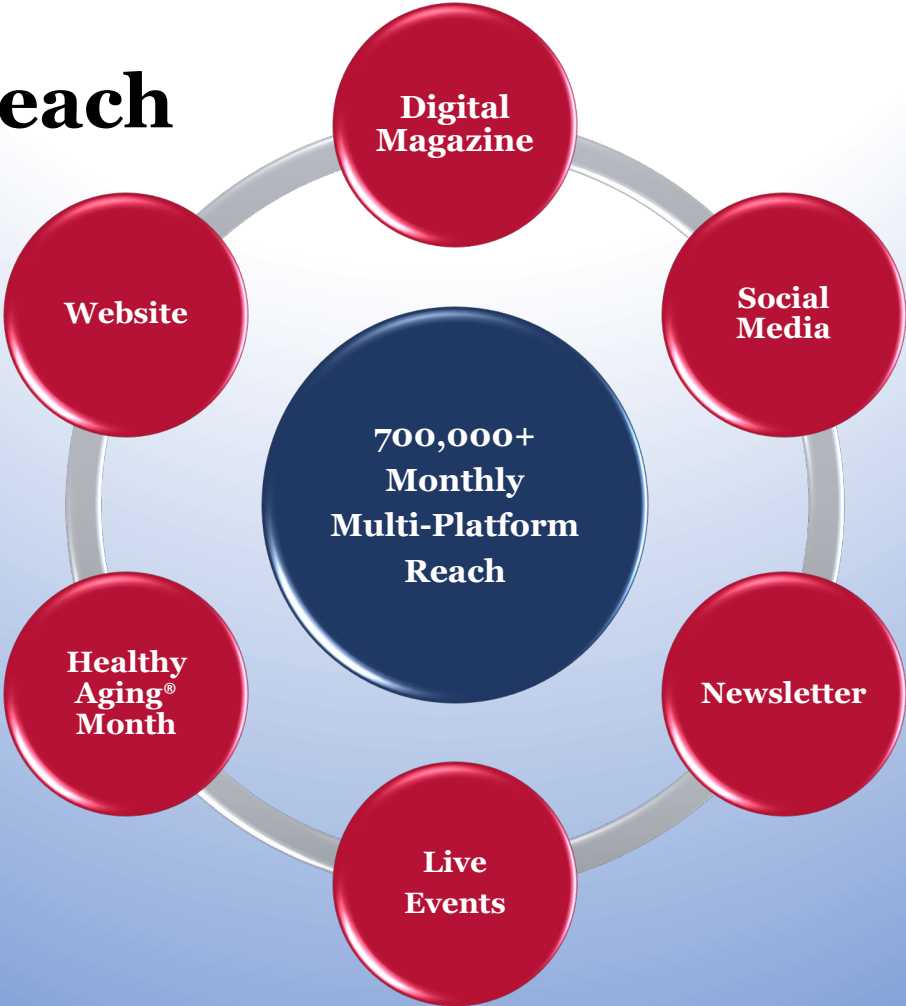 each
Digital
Magazine
Website
Social
Media
700,000+
Monthly
Multi-Platform
Reach
Healthy
Aging®
Month
Newsletter
Live
Events